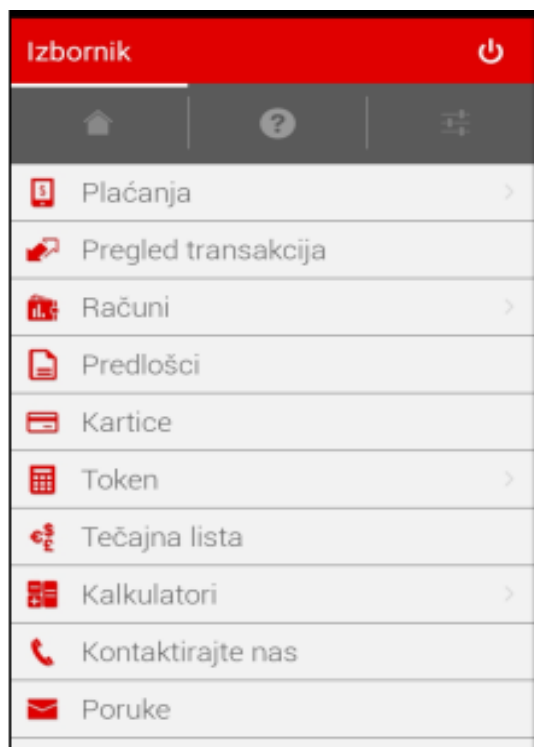 Izbornik
Plaćanja
Pregled transakcija
Računi
Predlošci
Kartice
Token
Tečajna lista
Kalkulatori
Kontaktirajte nas
Poruke